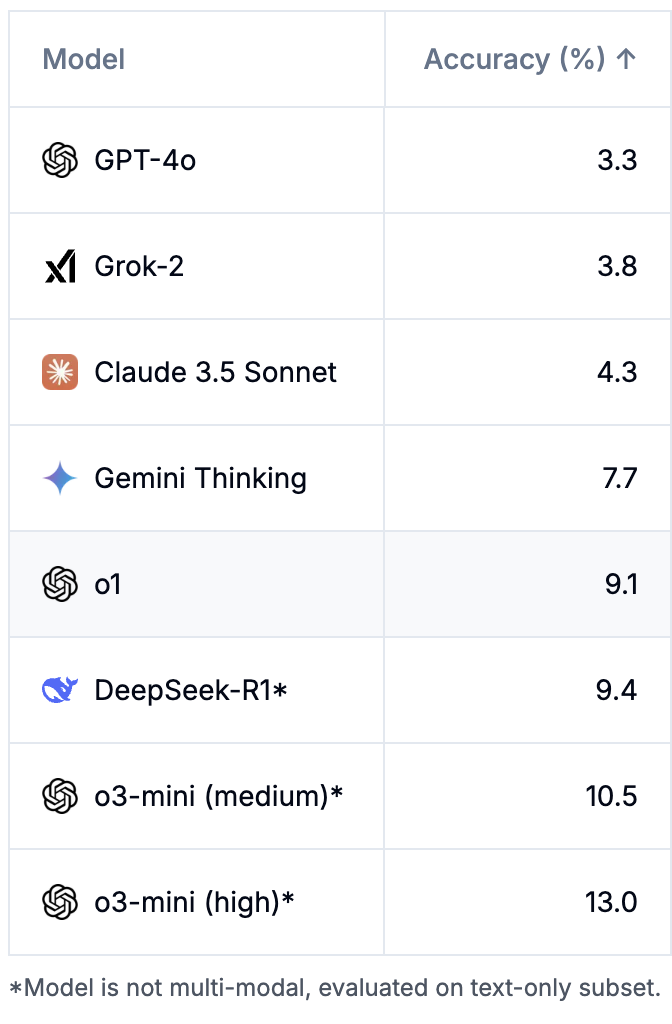 Model Accuracy (%) ↑
GPT-4o 3.3
Grok-2 3.8
Claude 3.5 Sonnet 4.3
Gemini Thinking 7.7
o1 9.1
DeepSeek-R1* 9.4
o3-mini (medium)* 10.5
o3-mini (high)* 13.0
*Model is not multi-modal, evaluated on text-only subset.